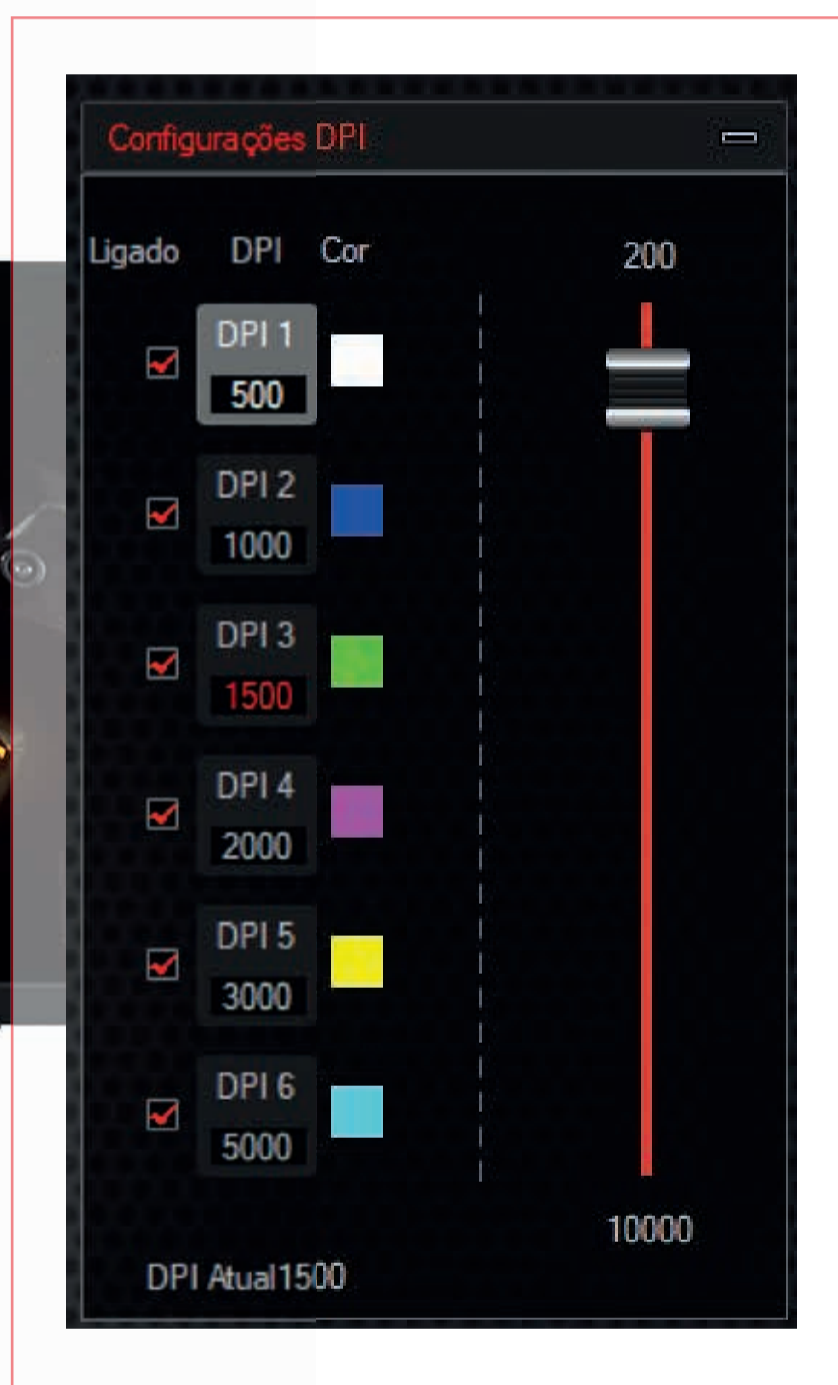 Configurações DPI
Ligado DPI Cor
200
DPI 1
500
DPI 2
1000
DPI 3
1500
DPI 4
2000
DPI 5
3000
DPI 6
5000
10000
DPI Atual1500